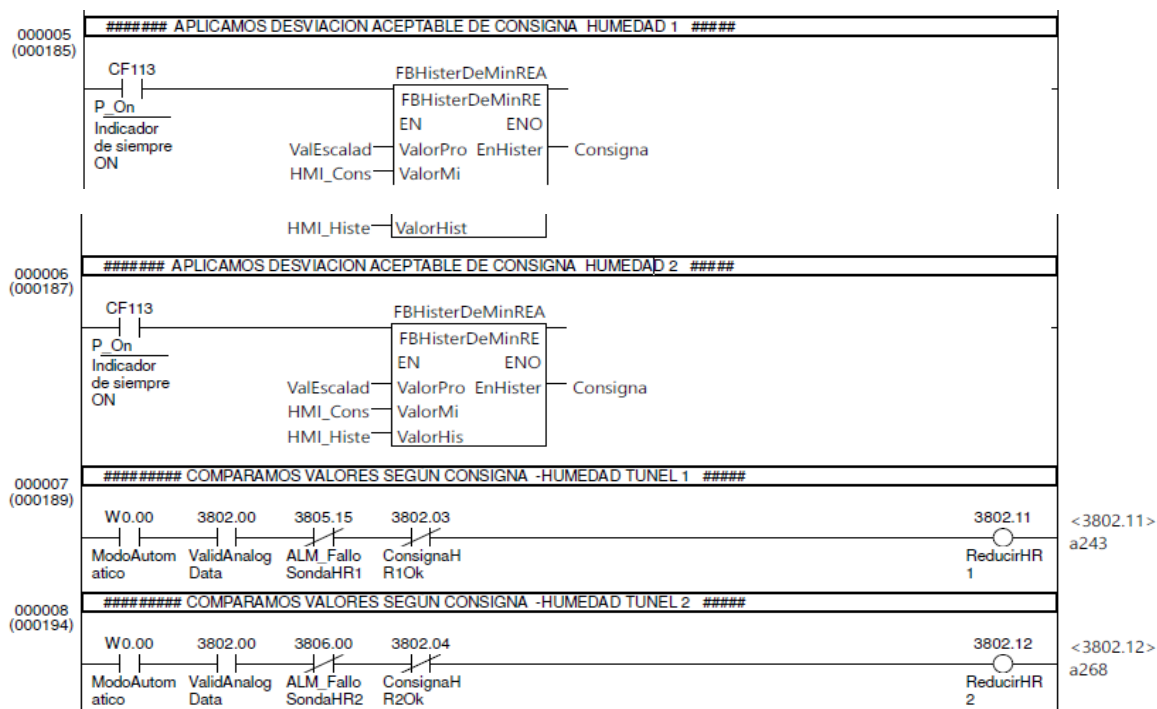 ####### APLICAMOS DESVIACION ACEPTABLE DE CONSIGNA HUMEDAD 1 #####
000005
(000185)
CF113
FBHisterDeMinREA
P_On
FBHisterDeMinRE
Indicador
EN ENO
de siempre
ValEscalad ValorPro EnHister Consigna
ON
HMI_Cons ValorMi
HMI_Histe ValorHist
####### APLICAMOS DESVIACION ACEPTABLE DE CONSIGNA HUMEDAD 2 #####
000006
(000187)
CF113
FBHisterDeMinREA
P_On
FBHisterDeMinRE
Indicador
EN ENO
de siempre
ValEscalad ValorPro EnHister Consigna
ON
HMI_Cons ValorMi
HMI_Histe ValorHis
######### COMPARAMOS VALORES SEGUN CONSIGNA -HUMEDAD TUNEL 1 #####
000007
(000189)
W0.00 3802.00 3805.15 3802.03 3802.11 <3802.11>
a243
ModoAutom ValidAnalog ALM_Fallo ConsignaH ReducirHR
atico Data SondaHR1 R1Ok 1
######### COMPARAMOS VALORES SEGUN CONSIGNA -HUMEDAD TUNEL 2 #####
000008
(000194)
W0.00 3802.00 3806.00 3802.04 3802.12 <3802.12>
a268
ModoAutom ValidAnalog ALM_Fallo ConsignaH ReducirHR
atico Data SondaHR2 R2Ok 2